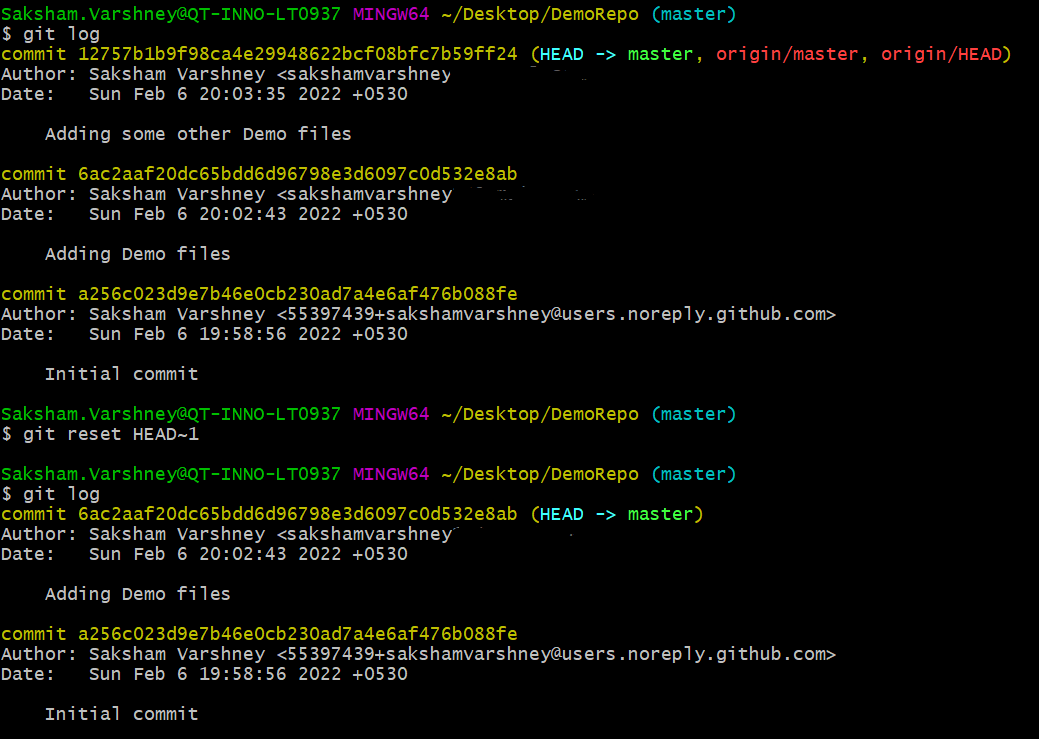 Saksham.Varshney@QT-INNO-LT0937 MINGW64 ~/Desktop/DemoRepo (master)
$ git log
commit 12757b1b9f98ca4e29948622bcf08bfc7b59ff24 (HEAD -> master, origin/master, origin/HEAD)
Author: Saksham Varshney <sakshamvarshney
Date:   Sun Feb 6 20:03:35 2022 +0530
    Adding some other Demo files
commit 6ac2aaf20dc65bdd6d96798e3d6097c0d532e8ab
Author: Saksham Varshney <sakshamvarshney
Date:   Sun Feb 6 20:02:43 2022 +0530
    Adding Demo files
commit a256c023d9e7b46e0cb230ad7a4e6af476b088fe
Author: Saksham Varshney <55397439+sakshamvarshney@users.noreply.github.com>
Date:   Sun Feb 6 19:58:56 2022 +0530
    Initial commit
Saksham.Varshney@QT-INNO-LT0937 MINGW64 ~/Desktop/DemoRepo (master)
$ git reset HEAD~1
Saksham.Varshney@QT-INNO-LT0937 MINGW64 ~/Desktop/DemoRepo (master)
$ git log
commit 6ac2aaf20dc65bdd6d96798e3d6097c0d532e8ab (HEAD -> master)
Author: Saksham Varshney <sakshamvarshney
Date:   Sun Feb 6 20:02:43 2022 +0530
    Adding Demo files
commit a256c023d9e7b46e0cb230ad7a4e6af476b088fe
Author: Saksham Varshney <55397439+sakshamvarshney@users.noreply.github.com>
Date:   Sun Feb 6 19:58:56 2022 +0530
    Initial commit